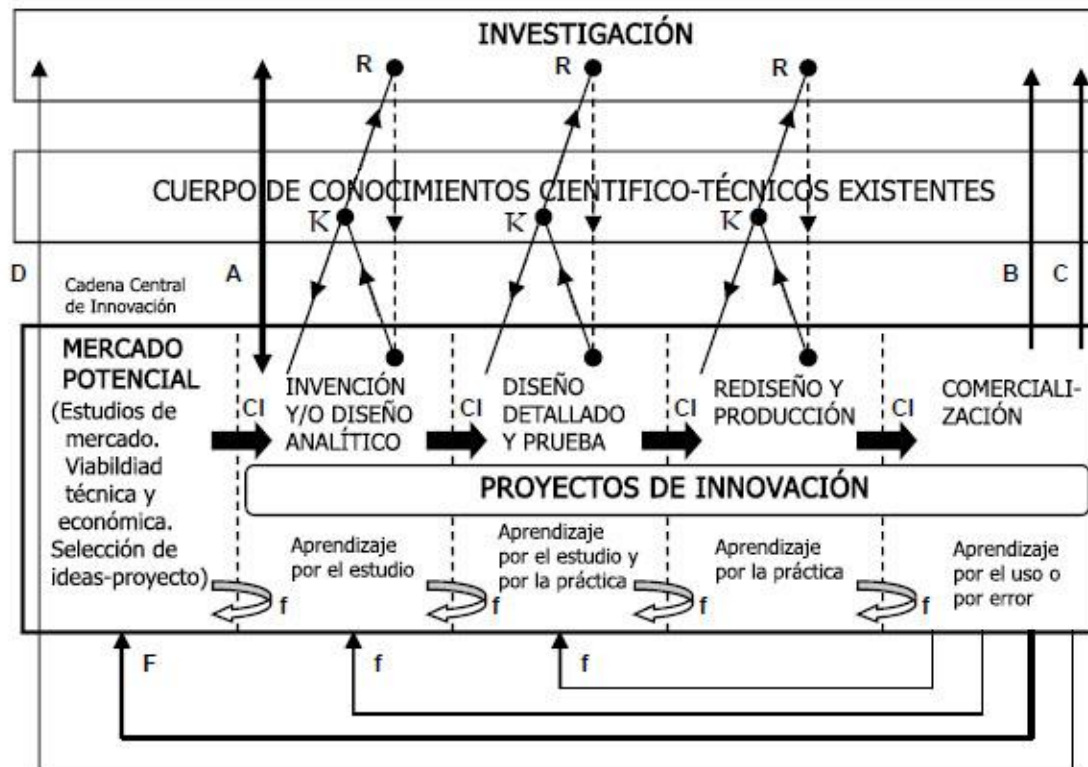 INVESTIGACIÓN
R
R
R
CUERPO DE CONOCIMIENTOS CIENTIFICO-TÉCNICOS EXISTENTES
K
K
K
D
A
B
C
Cadena Central
de Innovación
MERCADO
POTENCIAL
(Estudios de
mercado.
Viabildiad
técnica y
económica.
Selección de
ideas-proyecto)
CI
INVENCIÓN
Y/O DISEÑO
ANALÍTICO
CI
DISEÑO
DETALLADO
Y PRUEBA
CI
REDISEÑO Y
PRODUCCIÓN
CI
COMERCIALI-
ZACIÓN
PROYECTOS DE INNOVACIÓN
Aprendizaje
por el estudio
Aprendizaje
por el estudio y
por la práctica
Aprendizaje
por la práctica
Aprendizaje
por el uso o
por error
f
f
f
f
F
f
f